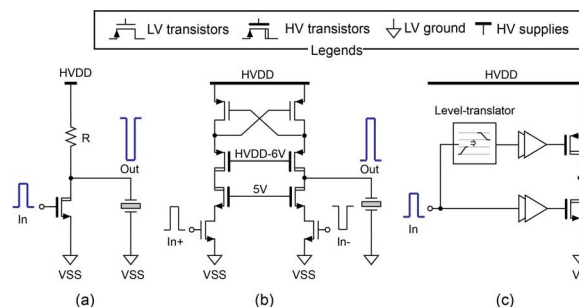 LV transistors HV transistors LV ground HV supplies
Legends
HVDD
R
Out
In
VSS VSS
(a)
HVDD
HVDD-6V
5V
Out
In+ In-
VSS VSS VSS
(b)
HVDD
Level-translator
In
(c)